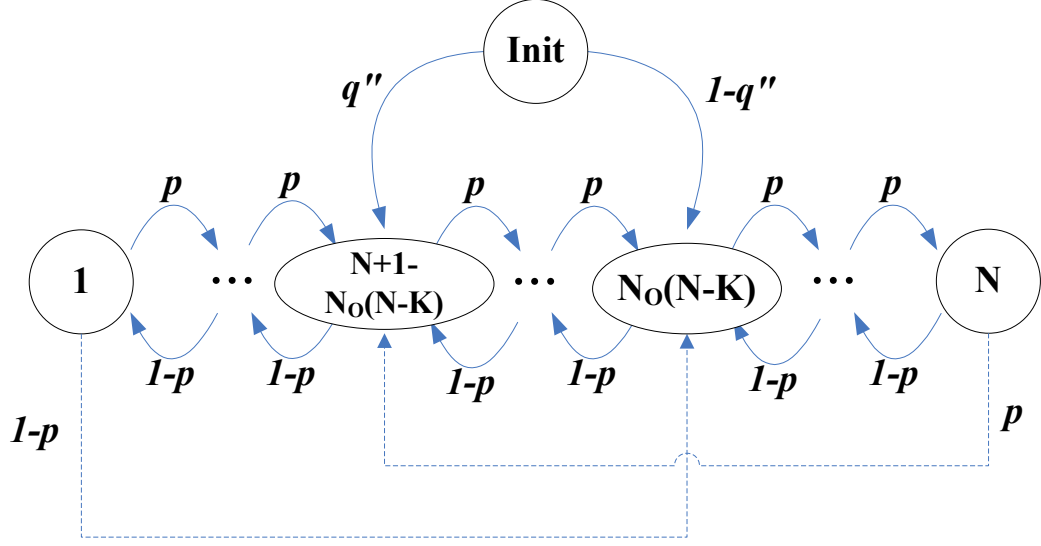 Init
q"
1-q"
p
p
p
p
p
p
1
...
N+1-
N_O(N-K)
...
N_O(N-K)
...
N
1-p
1-p
1-p
1-p
1-p
1-p
1-p
p